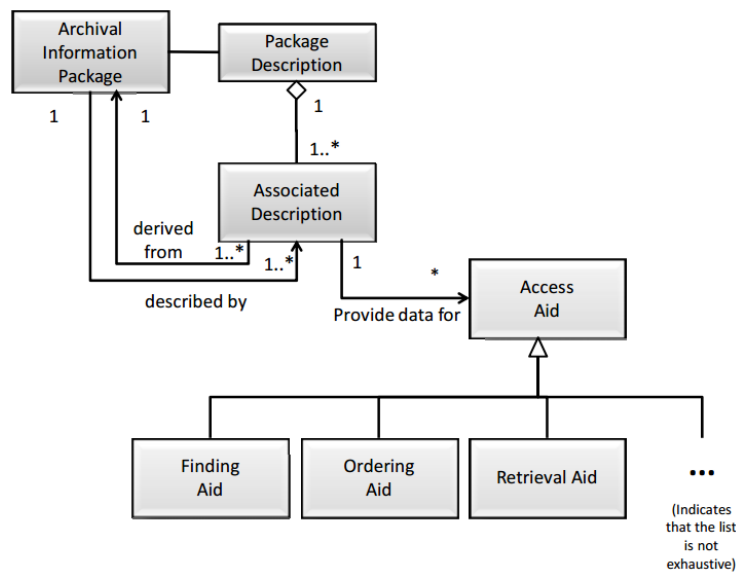 Archival
Information
Package
Package
Description
1
1
1
1..*
Associated
Description
derived
from
1..*
1..*
described by
1
*
Provide data for
Access
Aid
Finding
Aid
Ordering
Aid
Retrieval Aid
...
(Indicates
that the list
is not
exhaustive)